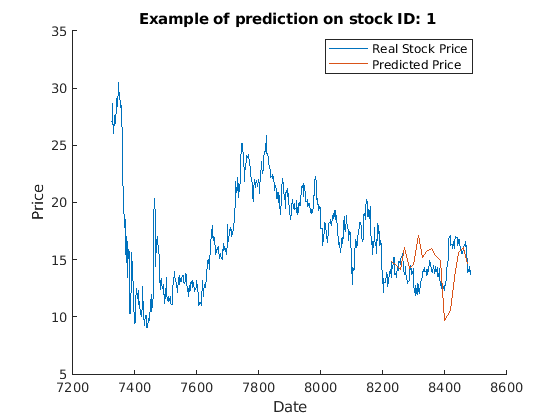 Example of prediction on stock ID: 1
35
Real Stock Price
Predicted Price
30
25
20
Price
15
10
5
7200 7400 7600 7800 8000 8200 8400 8600
Date